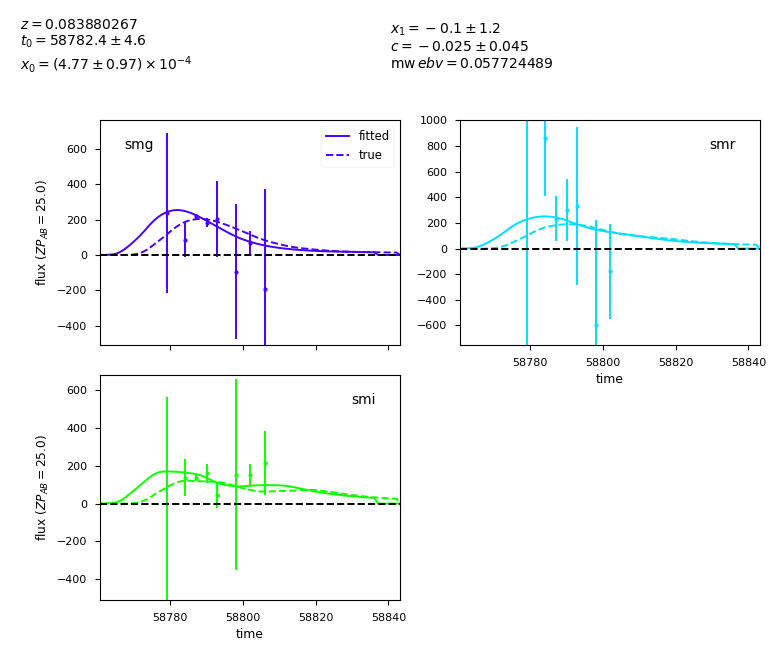 z = 0.083880267
t₀ = 58782.4 ± 4.6
x₀ = (4.77 ± 0.97) × 10⁻⁴
x₁ = −0.1 ± 1.2
c = −0.025 ± 0.045
mw ebv = 0.057724489
smg
fitted
true
600
400
200
0
−200
−400
flux (ZP_AB = 25.0)
smr
1000
800
600
400
200
0
−200
−400
−600
58780 58800 58820 58840
time
smi
600
400
200
0
−200
−400
flux (ZP_AB = 25.0)
58780 58800 58820 58840
time